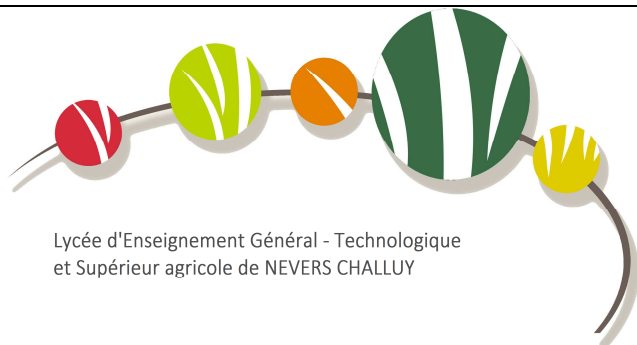 Lycée d'Enseignement Général - Technologique
et Supérieur agricole de NEVERS CHALLUY